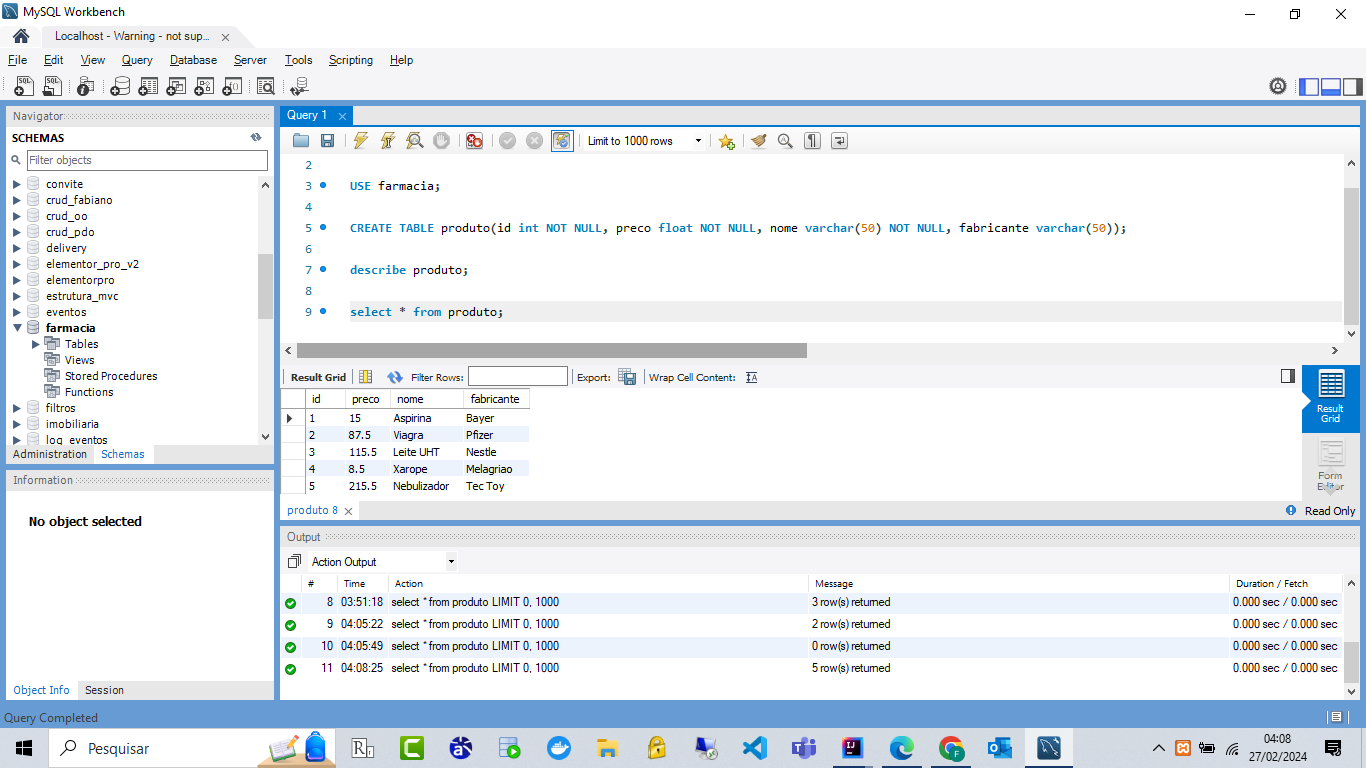 MySQL Workbench
Localhost - Warning - not sup...
File Edit View Query Database Server Tools Scripting Help
Navigator
SCHEMAS
Filter objects
convite
crud_fabiano
crud_oo
crud_pdo
delivery
elementor_pro_v2
elementorpro
estrutura_mvc
eventos
farmacia
Tables
Views
Stored Procedures
Functions
filtros
imobiliaria
log_eventos
Administration Schemas
Information
No object selected
Object Info Session
Query 1
Limit to 1000 rows
2
3 USE farmacia;
4
5 CREATE TABLE produto(id int NOT NULL, preco float NOT NULL, nome varchar(50) NOT NULL, fabricante varchar(50));
6
7 describe produto;
8
9 select * from produto;
Result Grid Filter Rows: Export: Wrap Cell Content:
id preco nome fabricante
1 15 Aspirina Bayer
2 87.5 Viagra Pfizer
3 115.5 Leite UHT Nestle
4 8.5 Xarope Melagriao
5 215.5 Nebulizador Tec Toy
Result
Grid
Form
Editor
produto 8
Read Only
Output
Action Output
# Time Action Message Duration / Fetch
8 03:51:18 select * from produto LIMIT 0, 1000 3 row(s) returned 0.000 sec / 0.000 sec
9 04:05:22 select * from produto LIMIT 0, 1000 2 row(s) returned 0.000 sec / 0.000 sec
10 04:05:49 select * from produto LIMIT 0, 1000 0 row(s) returned 0.000 sec / 0.000 sec
11 04:08:25 select * from produto LIMIT 0, 1000 5 row(s) returned 0.000 sec / 0.000 sec
Query Completed
Pesquisar
04:08
27/02/2024